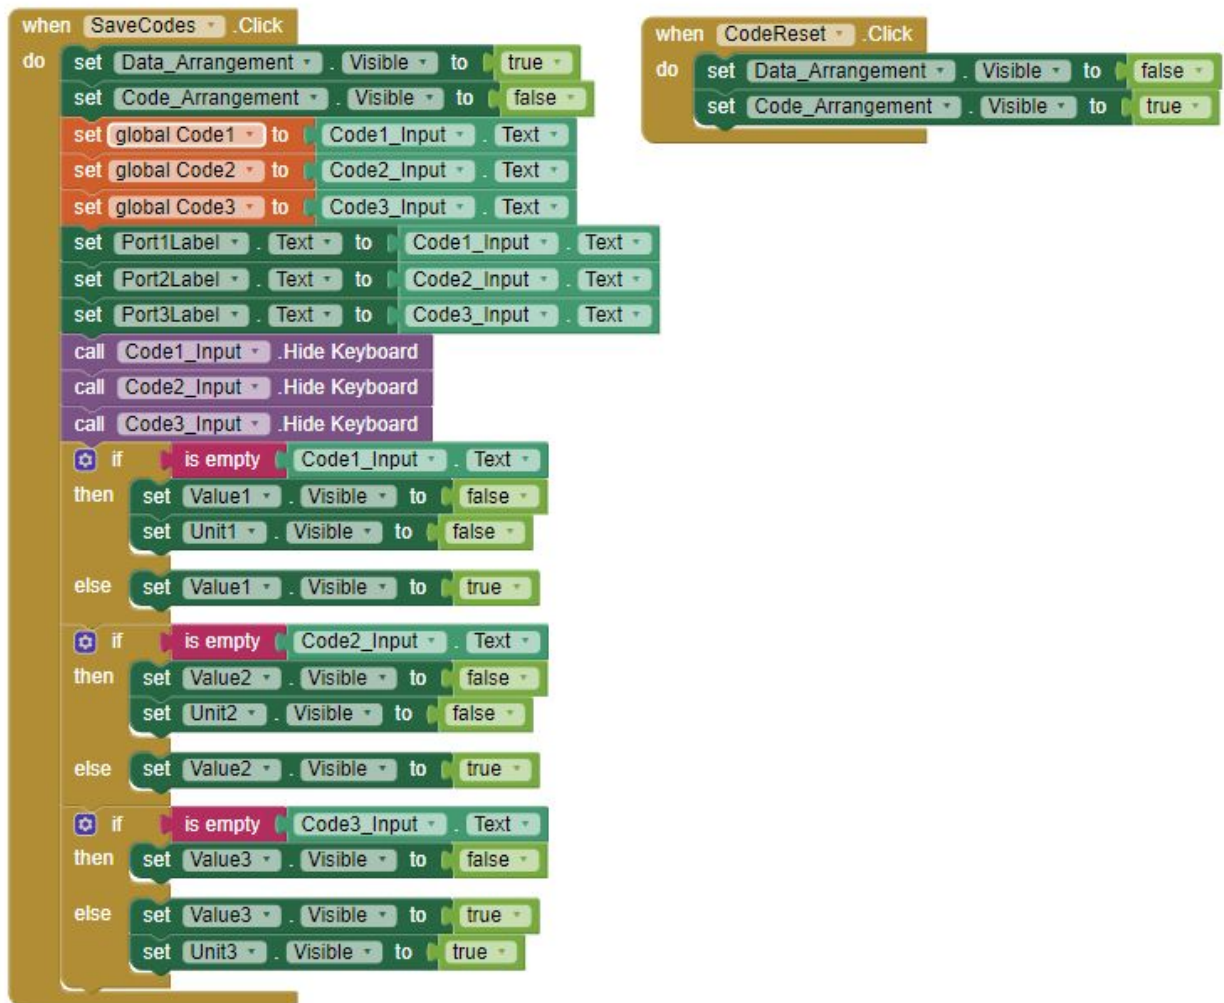 when SaveCodes .Click
do set Data_Arrangement . Visible to true
set Code_Arrangement . Visible to false
set global Code1 to Code1_Input . Text
set global Code2 to Code2_Input . Text
set global Code3 to Code3_Input . Text
set Port1Label . Text to Code1_Input . Text
set Port2Label . Text to Code2_Input . Text
set Port3Label . Text to Code3_Input . Text
call Code1_Input .Hide Keyboard
call Code2_Input .Hide Keyboard
call Code3_Input .Hide Keyboard
if is empty Code1_Input . Text
then set Value1 . Visible to false
set Unit1 . Visible to false
else set Value1 . Visible to true
if is empty Code2_Input . Text
then set Value2 . Visible to false
set Unit2 . Visible to false
else set Value2 . Visible to true
if is empty Code3_Input . Text
then set Value3 . Visible to false
else set Value3 . Visible to true
set Unit3 . Visible to true
when CodeReset .Click
do set Data_Arrangement . Visible to false
set Code_Arrangement . Visible to true